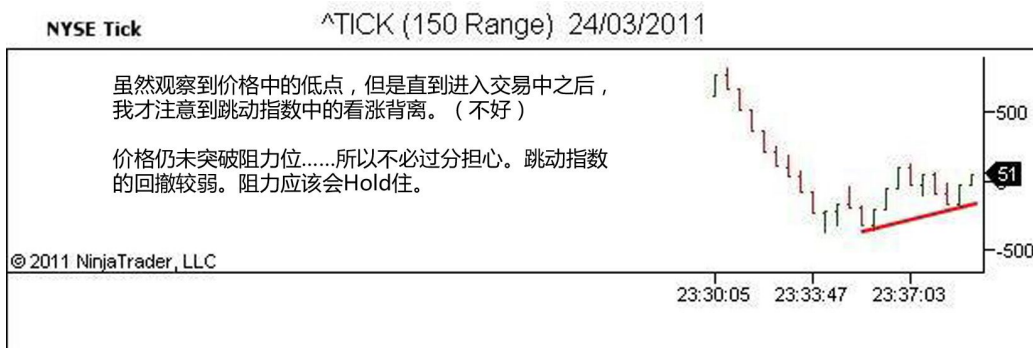 NYSE Tick
^TICK (150 Range) 24/03/2011
虽然观察到价格中的低点，但是直到进入交易中之后，
我才注意到跳动指数中的看涨背离。（不好）
价格仍未突破阻力位……所以不必过分担心。跳动指数
的回撤较弱。阻力应该会Hold住。
500
51
-500
© 2011 NinjaTrader, LLC
23:30:05 23:33:47 23:37:03